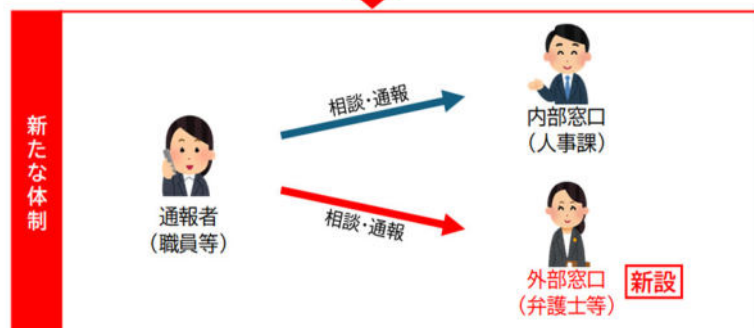 新たな体制
通報者
（職員等）
相談・通報
内部窓口
（人事課）
相談・通報
外部窓口
（弁護士等）
新設